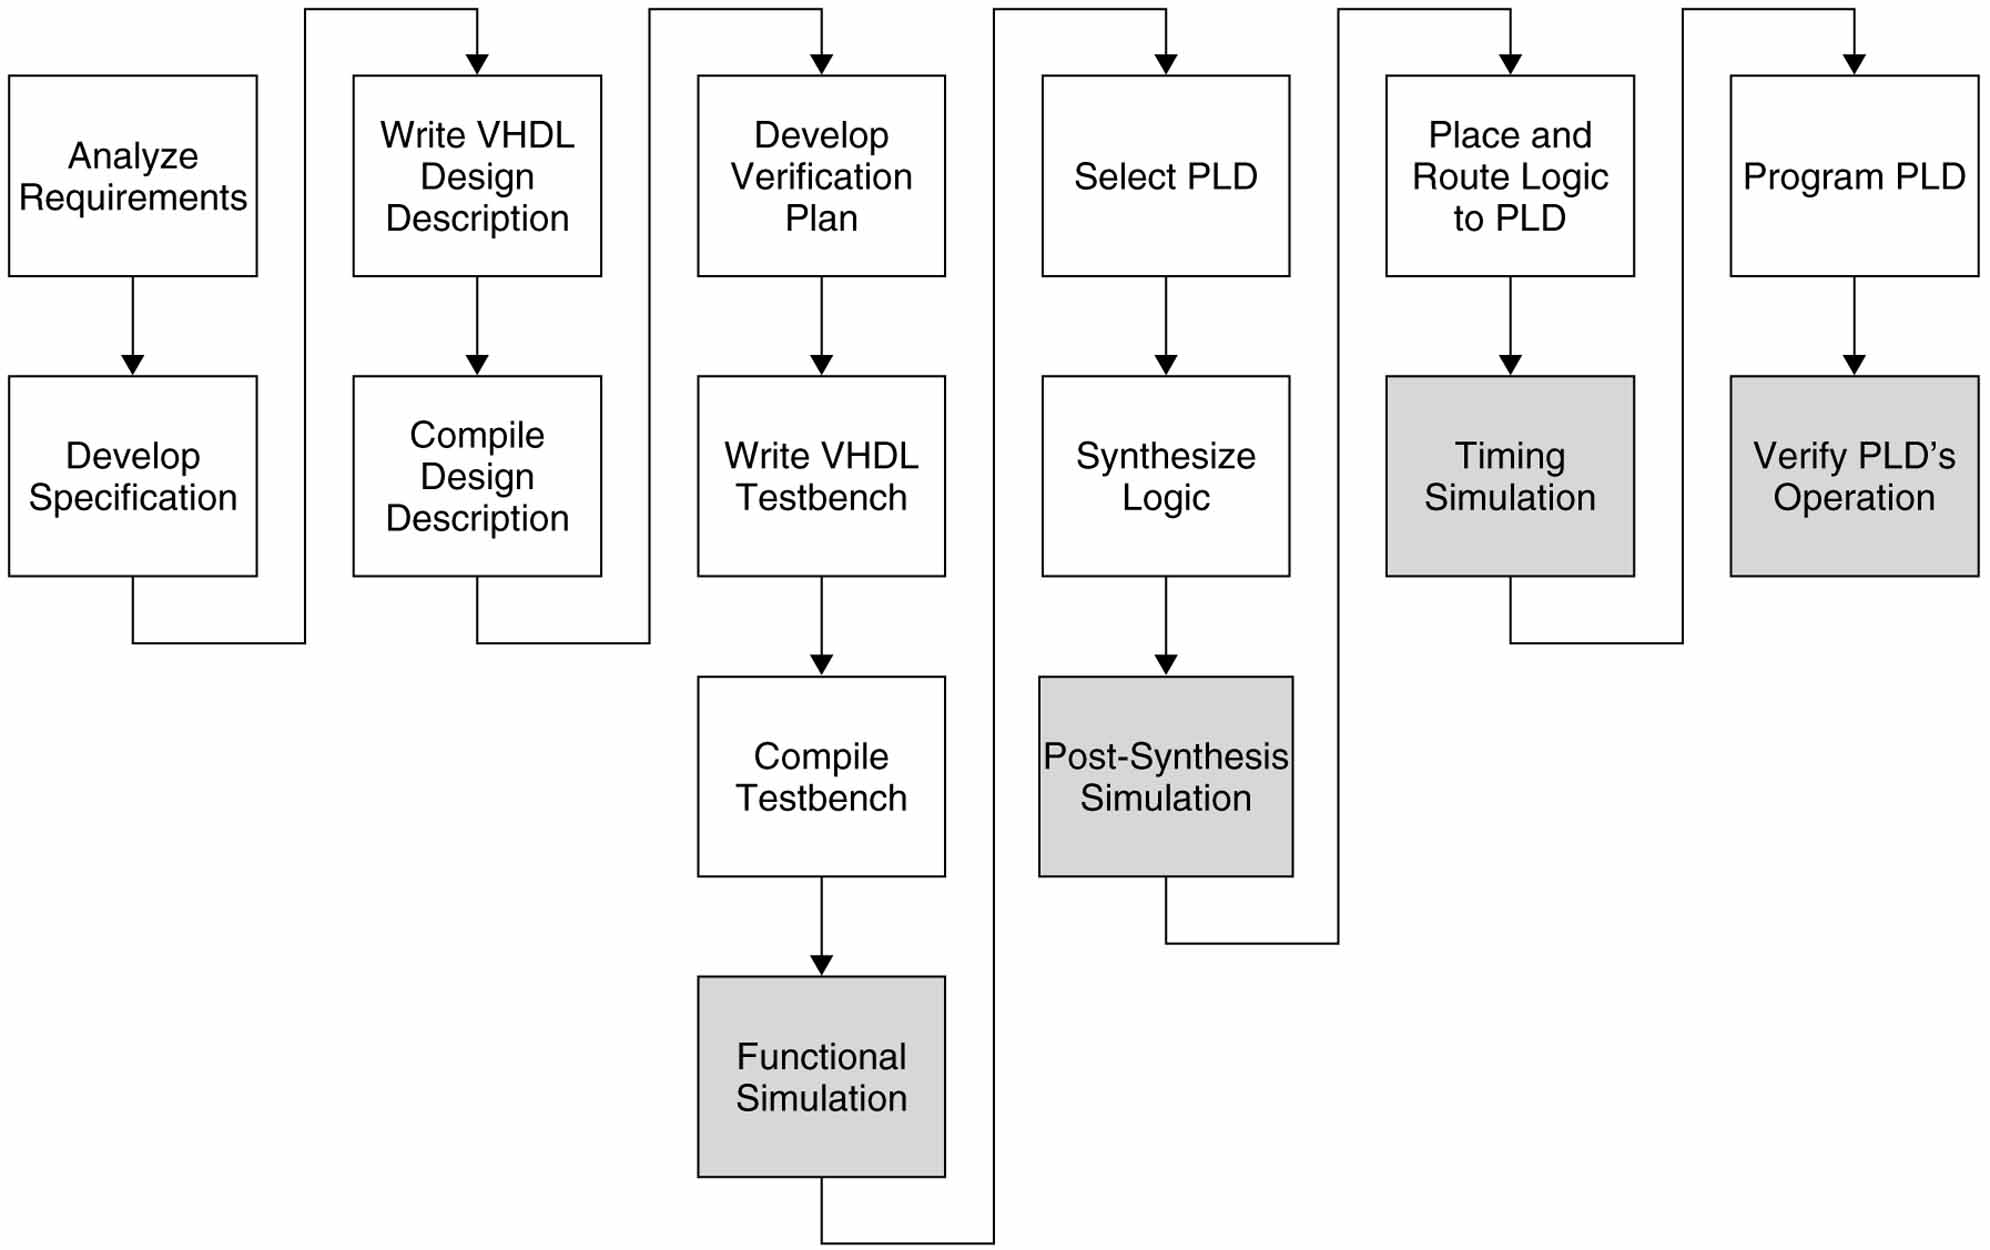 Analyze
Requirements
Develop
Specification
Write VHDL
Design
Description
Compile
Design
Description
Develop
Verification
Plan
Write VHDL
Testbench
Compile
Testbench
Functional
Simulation
Select PLD
Synthesize
Logic
Post-Synthesis
Simulation
Place and
Route Logic
to PLD
Timing
Simulation
Program PLD
Verify PLD’s
Operation